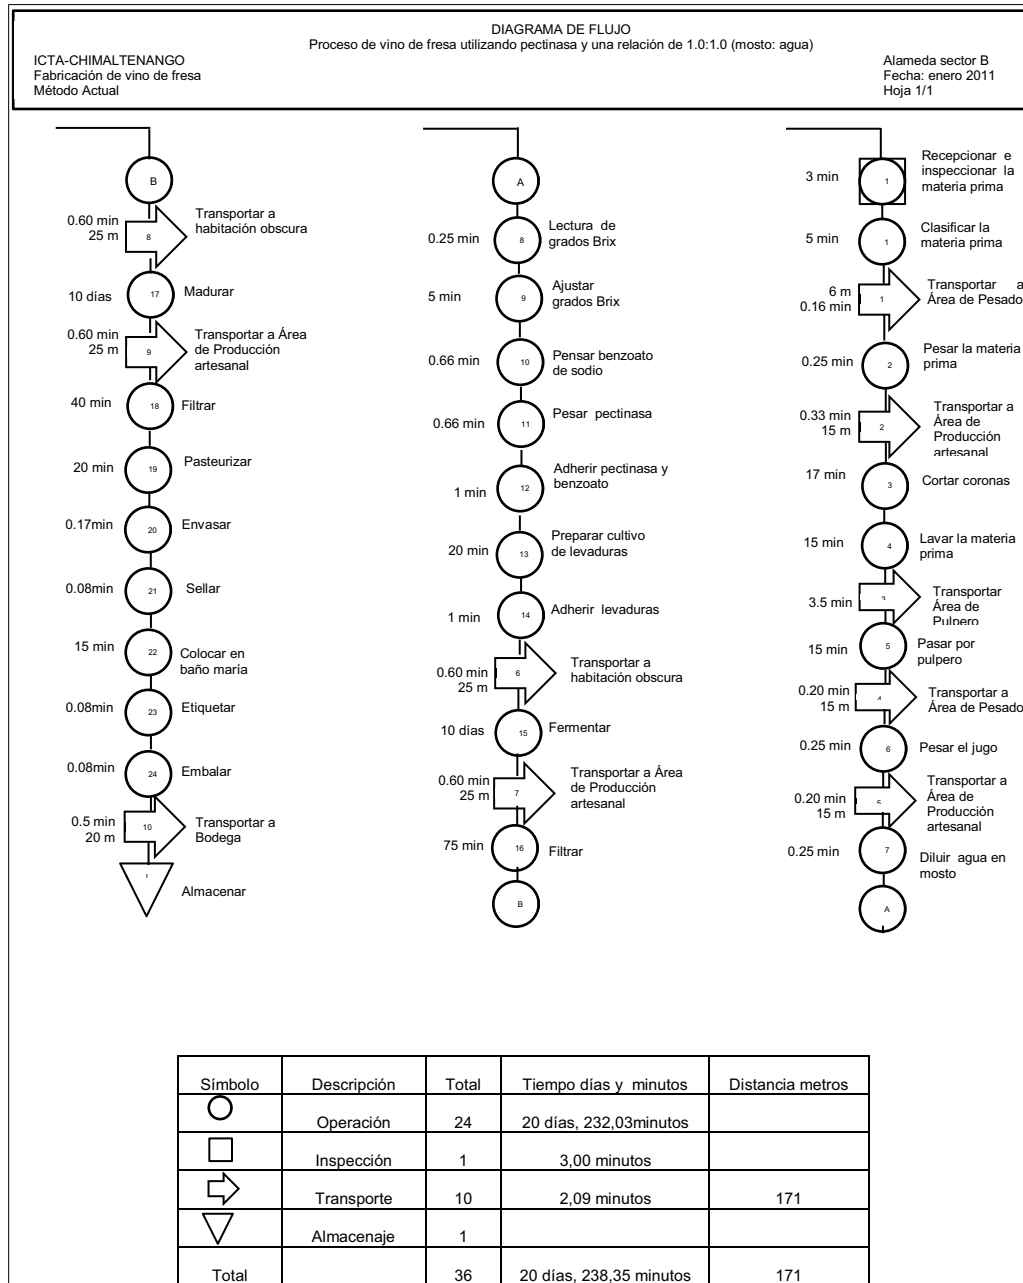 DIAGRAMA DE FLUJO
Proceso de vino de fresa utilizando pectinasa y una relación de 1.0:1.0 (mosto: agua)
ICTA-CHIMALTENANGO
Fabricación de vino de fresa
Método Actual
Alameda sector B
Fecha: enero 2011
Hoja 1/1
B
0.60 min
25 m
8
Transportar a
habitación obscura
10 días
17
Madurar
0.60 min
25 m
9
Transportar a Área
de Producción
artesanal
40 min
18
Filtrar
20 min
19
Pasteurizar
0.17min
20
Envasar
0.08min
21
Sellar
15 min
22
Colocar en
baño maría
0.08min
23
Etiquetar
0.08min
24
Embalar
0.5 min
20 m
10
Transportar a
Bodega
Almacenar
A
0.25 min
8
Lectura de
grados Brix
5 min
9
Ajustar
grados Brix
0.66 min
10
Pensar benzoato
de sodio
0.66 min
11
Pesar pectinasa
1 min
12
Adherir pectinasa y
benzoato
20 min
13
Preparar cultivo
de levaduras
1 min
14
Adherir levaduras
0.60 min
25 m
6
Transportar a
habitación obscura
10 días
15
Fermentar
0.60 min
25 m
7
Transportar a Área
de Producción
artesanal
75 min
16
Filtrar
B
3 min
1
Recepcionar e
inspeccionar la
materia prima
5 min
1
Clasificar la
materia prima
6 m
0.16 min
1
Transportar a
Área de Pesado
0.25 min
2
Pesar la materia
prima
0.33 min
15 m
2
Transportar a
Área de
Producción
artesanal
17 min
3
Cortar coronas
15 min
4
Lavar la materia
prima
3.5 min
3
Transportar
Área de
Pulpero
15 min
5
Pasar por
pulpero
0.20 min
15 m
4
Transportar a
Área de Pesado
0.25 min
6
Pesar el jugo
0.20 min
15 m
5
Transportar a
Área de
Producción
artesanal
0.25 min
7
Diluir agua en
mosto
A
Símbolo Descripción Total Tiempo días y minutos Distancia metros
Operación 24 20 días, 232,03minutos
Inspección 1 3,00 minutos
Transporte 10 2,09 minutos 171
Almacenaje 1
Total 36 20 días, 238,35 minutos 171